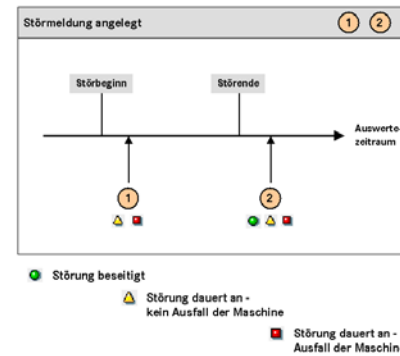 Störmeldung angelegt 1 2
Störbeginn Störende
Auswerte-
zeitraum
1 2
Störung beseitigt
Störung dauert an -
kein Ausfall der Maschine
Störung dauert an -
Ausfall der Maschine